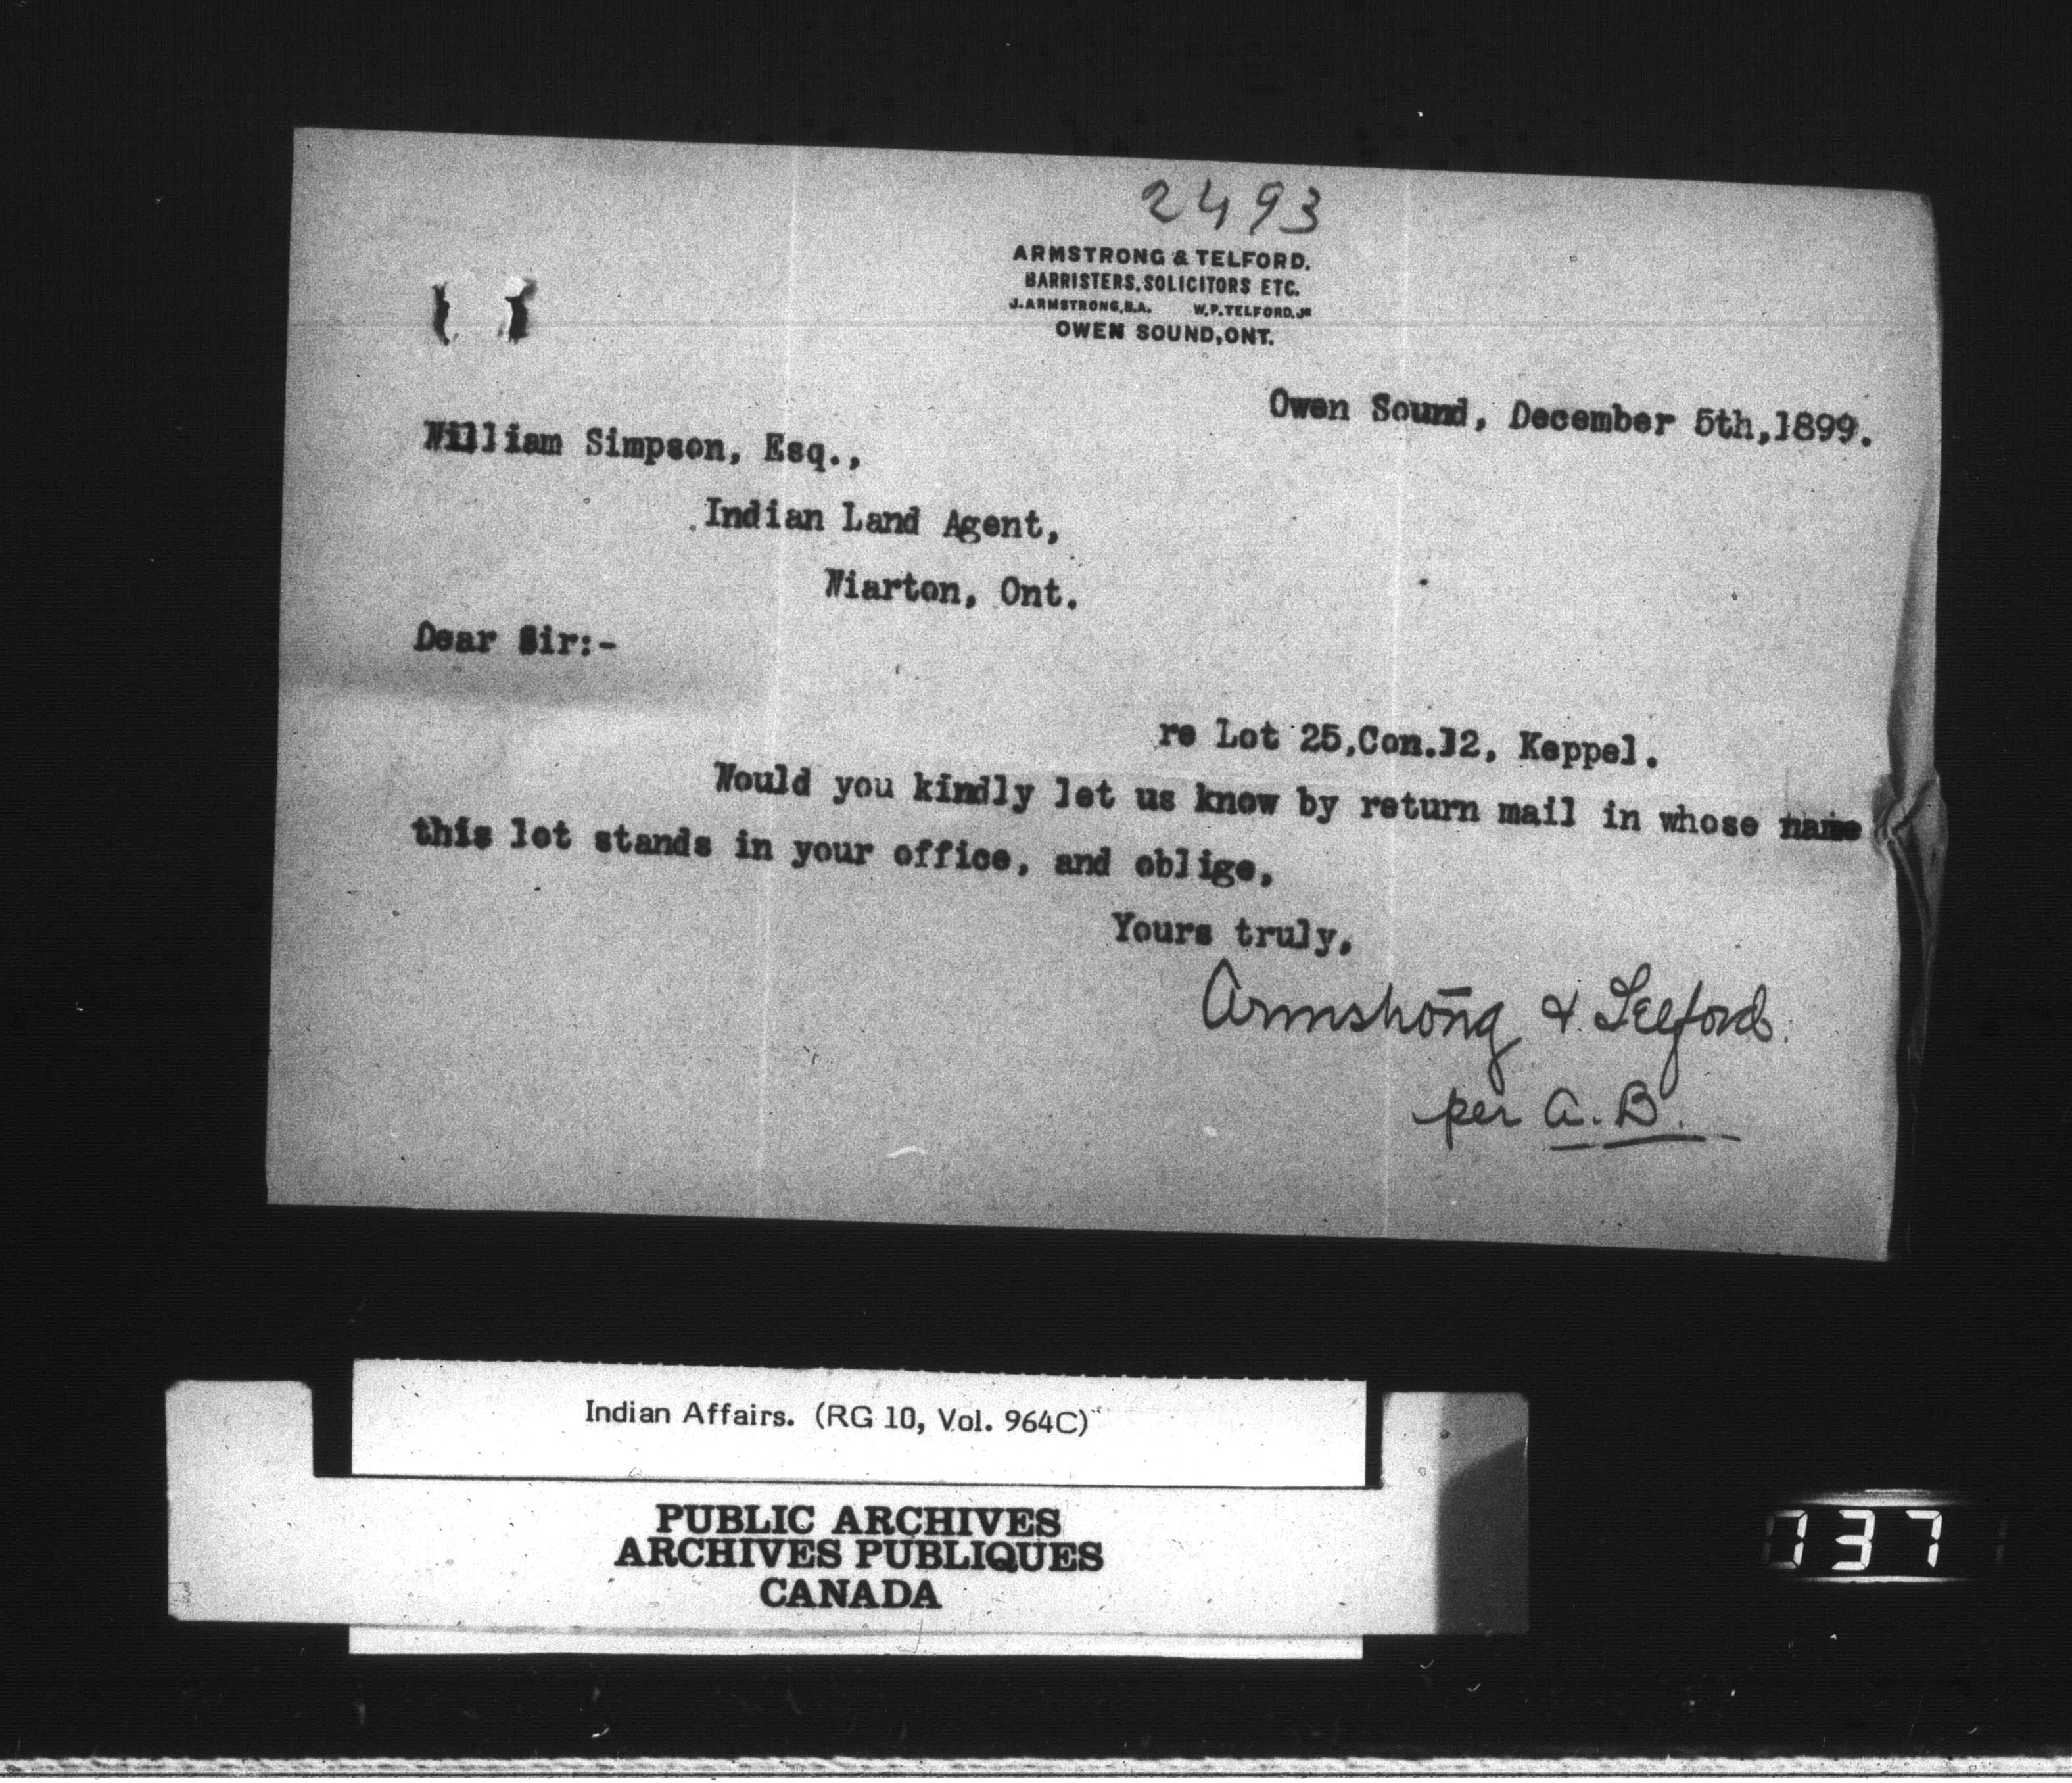 2493
ARMSTRONG & TELFORD.
BARRISTERS, SOLICITORS ETC.
J. ARMSTRONG, B.A. W.P. TELFORD, JR
OWEN SOUND, ONT.
Owen Sound, December 5th, 1899.
William Simpson, Esq.,
Indian Land Agent,
Wiarton, Ont.
Dear Sir:-
re Lot 25, Con. 12, Keppel.
Would you kindly let us know by return mail in whose name
this lot stands in your office, and oblige,
Yours truly,
Armstrong & Telford.
per A. B.
Indian Affairs. (RG 10, Vol. 964C)
PUBLIC ARCHIVES
ARCHIVES PUBLIQUES
CANADA
737